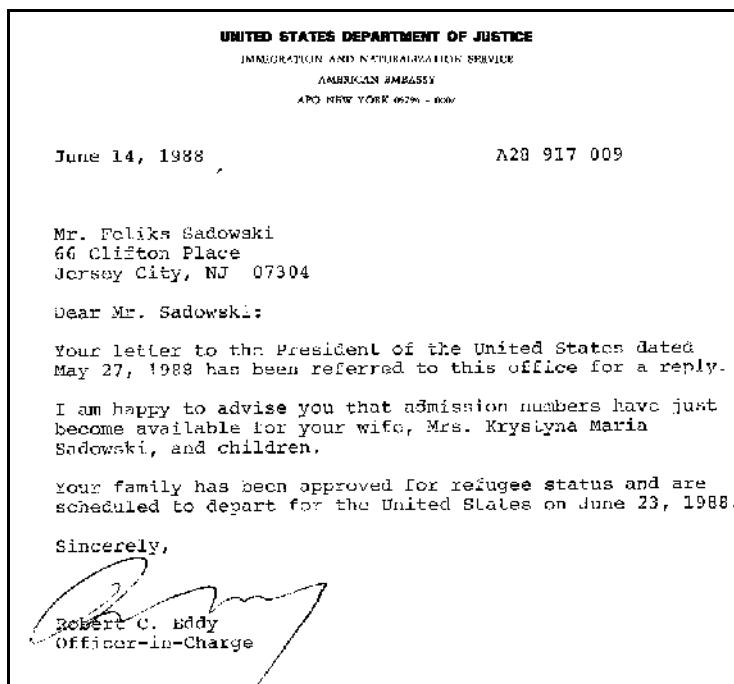 UNITED STATES DEPARTMENT OF JUSTICE
IMMIGRATION AND NATURALIZATION SERVICE
AMERICAN EMBASSY
APO NEW YORK
June 14, 1988 A28 917 009
Mr. Feliks Sadowski
66 Clifton Place
Jersey City, NJ 07304
Dear Mr. Sadowski:
Your letter to the President of the United States dated
May 27, 1988 has been referred to this office for a reply.
I am happy to advise you that admission numbers have just
become available for your wife, Mrs. Krystyna Maria
Sadowski, and children.
Your family has been approved for refugee status and are
scheduled to depart for the United States on June 23, 1988.
Sincerely,
Robert C. Eddy
Officer-in-Charge